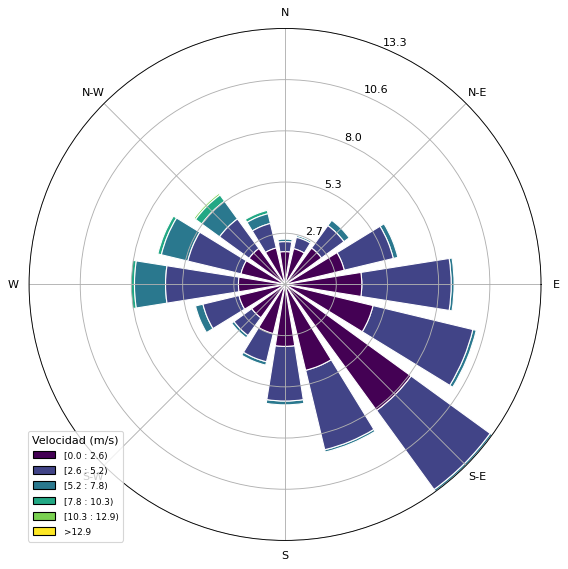 N
13.3
10.6
N-W
N-E
8.0
5.3
2.7
W
E
Velocidad (m/s)
[0.0 : 2.6)
[2.6 : 5.2)
[5.2 : 7.8)
S-W
S-E
[7.8 : 10.3)
[10.3 : 12.9)
>12.9
S